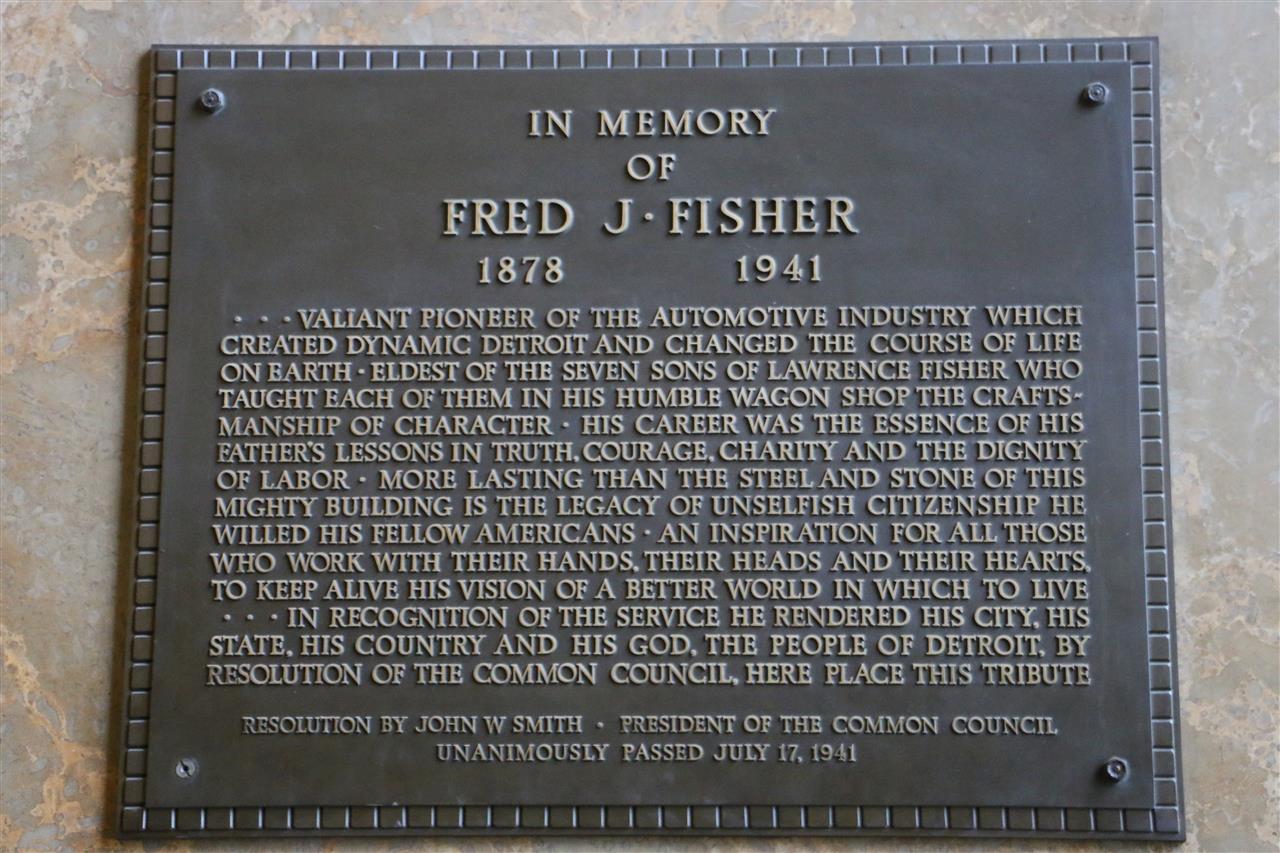 IN MEMORY
OF
FRED J · FISHER
1878 1941
· · · VALIANT PIONEER OF THE AUTOMOTIVE INDUSTRY WHICH
CREATED DYNAMIC DETROIT AND CHANGED THE COURSE OF LIFE
ON EARTH · ELDEST OF THE SEVEN SONS OF LAWRENCE FISHER WHO
TAUGHT EACH OF THEM IN HIS HUMBLE WAGON SHOP THE CRAFTS-
MANSHIP OF CHARACTER · HIS CAREER WAS THE ESSENCE OF HIS
FATHER'S LESSONS IN TRUTH, COURAGE, CHARITY AND THE DIGNITY
OF LABOR · MORE LASTING THAN THE STEEL AND STONE OF THIS
MIGHTY BUILDING IS THE LEGACY OF UNSELFISH CITIZENSHIP HE
WILLED HIS FELLOW AMERICANS · AN INSPIRATION FOR ALL THOSE
WHO WORK WITH THEIR HANDS, THEIR HEADS AND THEIR HEARTS,
TO KEEP ALIVE HIS VISION OF A BETTER WORLD IN WHICH TO LIVE
· · · IN RECOGNITION OF THE SERVICE HE RENDERED HIS CITY, HIS
STATE, HIS COUNTRY AND HIS GOD, THE PEOPLE OF DETROIT, BY
RESOLUTION OF THE COMMON COUNCIL, HERE PLACE THIS TRIBUTE
RESOLUTION BY JOHN W SMITH · PRESIDENT OF THE COMMON COUNCIL
UNANIMOUSLY PASSED JULY 17, 1941